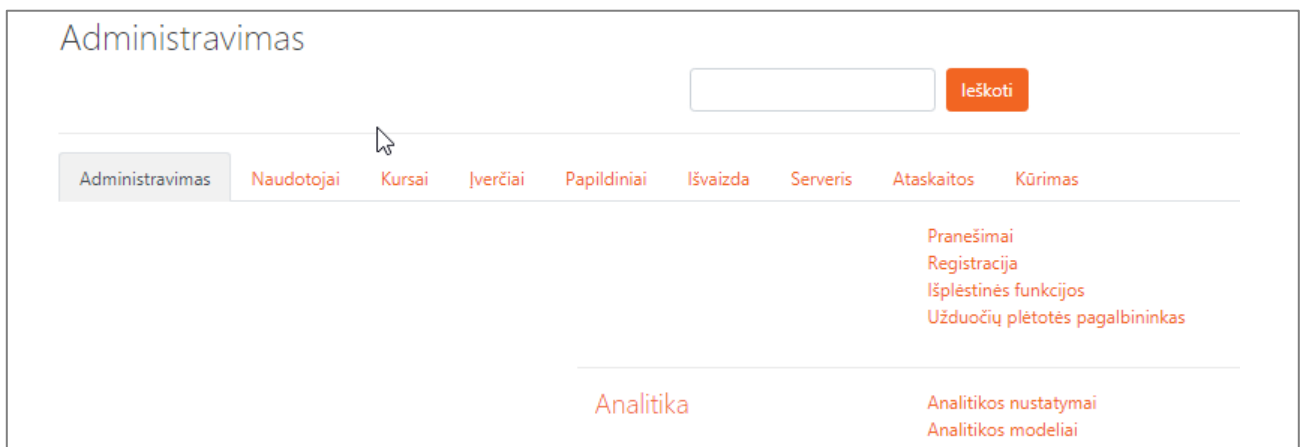 Administravimas
Ieškoti
Administravimas Naudotojai Kursai Įverčiai Papildiniai Išvaizda Serveris Ataskaitos Kūrimas
Pranešimai
Registracija
Išplėstinės funkcijos
Užduočių plėtotės pagalbininkas
Analitika
Analitikos nustatymai
Analitikos modeliai